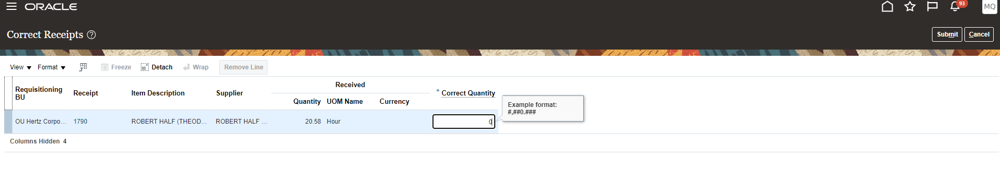 ORACLE
93
MQ
Correct Receipts ?
Submit Cancel
View Format Freeze Detach Wrap Remove Line
Requisitioning BU Receipt Item Description Supplier Received * Correct Quantity
Quantity UOM Name Currency
Example format:
#,##0.###
OU Hertz Corpo... 1790 ROBERT HALF (THEOD... ROBERT HALF ... 20.58 Hour 0
Columns Hidden 4